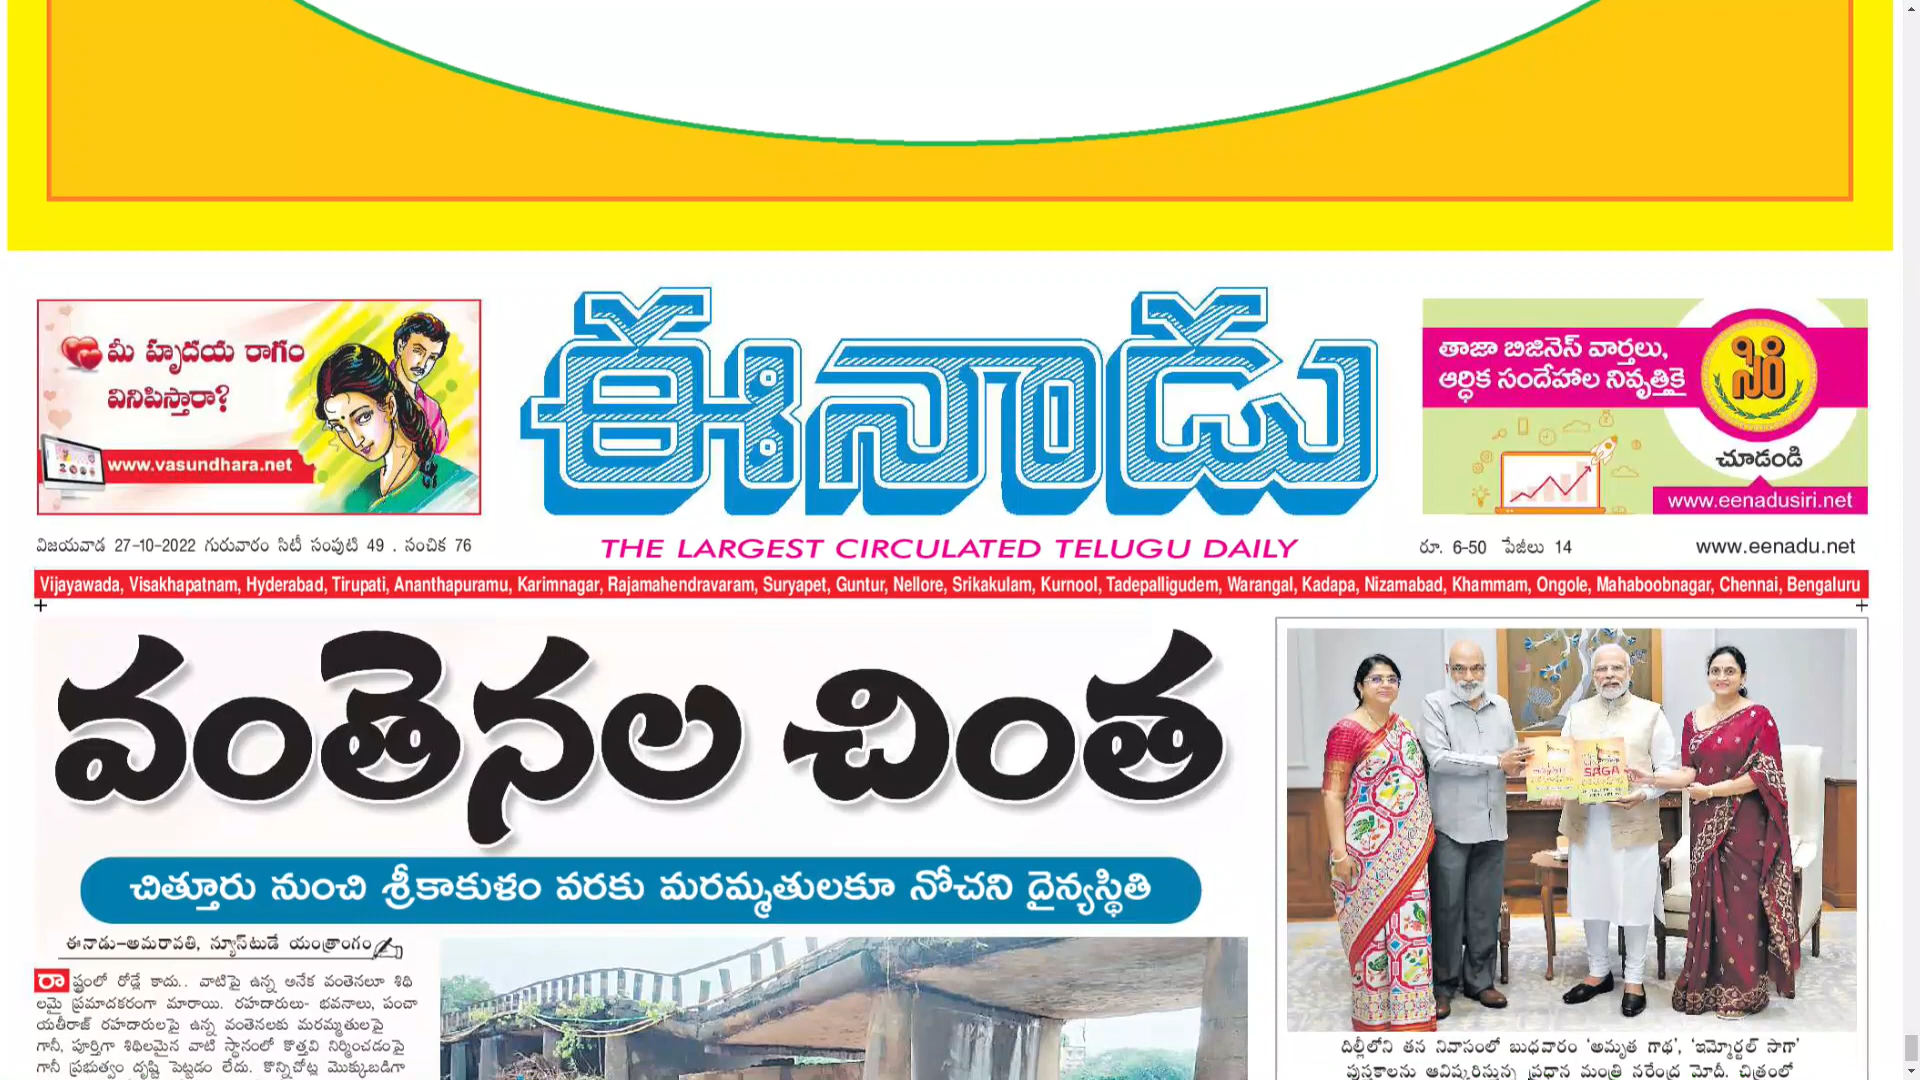 మీ హృదయ రాగం
వినిపిస్తారా?
www.vasundhara.net
ఈనాడు
తాజా బిజినెస్ వార్తలు,
ఆర్థిక సందేహాల నివృత్తికై
సిరి
చూడండి
www.eenadusiri.net
విజయవాడ 27-10-2022 గురువారం సిటీ సంపుటి 49 . సంచిక 76
THE LARGEST CIRCULATED TELUGU DAILY
రూ. 6-50 పేజీలు 14
www.eenadu.net
Vijayawada, Visakhapatnam, Hyderabad, Tirupati, Ananthapuramu, Karimnagar, Rajamahendravaram, Suryapet, Guntur, Nellore, Srikakulam, Kurnool, Tadepalligudem, Warangal, Kadapa, Nizamabad, Khammam, Ongole, Mahaboobnagar, Chennai, Bengaluru
వంతెనల చింత
చిత్తూరు నుంచి శ్రీకాకుళం వరకు మరమ్మతులకూ నోచని దైన్యస్థితి
ఈనాడు-అమరావతి, న్యూస్‌టుడే యంత్రాంగం
రాష్ట్రంలో రోడ్లే కాదు.. వాటిపై ఉన్న అనేక వంతెనలూ శిథి
లమై ప్రమాదకరంగా మారాయి. రహదారులు- భవనాలు, పంచా
యతీరాజ్ రహదారులపై ఉన్న వంతెనలకు మరమ్మతులపై
గానీ, పూర్తిగా శిథిలమైన వాటి స్థానంలో కొత్తవి నిర్మించడంపై
గానీ ప్రభుత్వం దృష్టి పెట్టడం లేదు. కొన్నిచోట్ల మొక్కుబడిగా
SAGA
దిల్లీలోని తన నివాసంలో బుధవారం ‘అమృత గాథ’, ‘ఇమ్మోర్టల్ సాగా’
పుస్తకాలను ఆవిష్కరిస్తున్న ప్రధాన మంత్రి నరేంద్ర మోదీ. చిత్రంలో